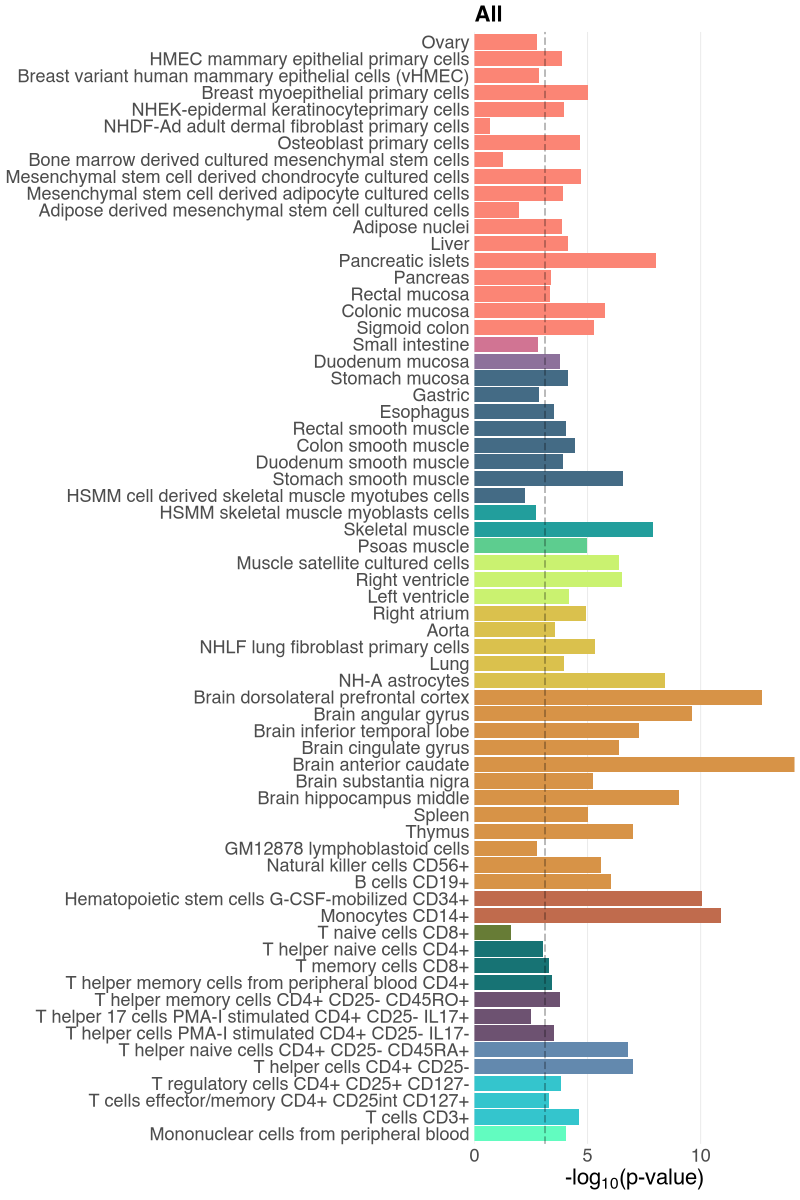 All
Ovary
HMEC mammary epithelial primary cells
Breast variant human mammary epithelial cells (vHMEC)
Breast myoepithelial primary cells
NHEK-epidermal keratinocyteprimary cells
NHDF-Ad adult dermal fibroblast primary cells
Osteoblast primary cells
Bone marrow derived cultured mesenchymal stem cells
Mesenchymal stem cell derived chondrocyte cultured cells
Mesenchymal stem cell derived adipocyte cultured cells
Adipose derived mesenchymal stem cell cultured cells
Adipose nuclei
Liver
Pancreatic islets
Pancreas
Rectal mucosa
Colonic mucosa
Sigmoid colon
Small intestine
Duodenum mucosa
Stomach mucosa
Gastric
Esophagus
Rectal smooth muscle
Colon smooth muscle
Duodenum smooth muscle
Stomach smooth muscle
HSMM cell derived skeletal muscle myotubes cells
HSMM skeletal muscle myoblasts cells
Skeletal muscle
Psoas muscle
Muscle satellite cultured cells
Right ventricle
Left ventricle
Right atrium
Aorta
NHLF lung fibroblast primary cells
Lung
NH-A astrocytes
Brain dorsolateral prefrontal cortex
Brain angular gyrus
Brain inferior temporal lobe
Brain cingulate gyrus
Brain anterior caudate
Brain substantia nigra
Brain hippocampus middle
Spleen
Thymus
GM12878 lymphoblastoid cells
Natural killer cells CD56+
B cells CD19+
Hematopoietic stem cells G-CSF-mobilized CD34+
Monocytes CD14+
T naive cells CD8+
T helper naive cells CD4+
T memory cells CD8+
T helper memory cells from peripheral blood CD4+
T helper memory cells CD4+ CD25- CD45RO+
T helper 17 cells PMA-I stimulated CD4+ CD25- IL17+
T helper cells PMA-I stimulated CD4+ CD25- IL17-
T helper naive cells CD4+ CD25- CD45RA+
T helper cells CD4+ CD25-
T regulatory cells CD4+ CD25+ CD127-
T cells effector/memory CD4+ CD25int CD127+
T cells CD3+
Mononuclear cells from peripheral blood
0 5 10
-log₁₀(p-value)